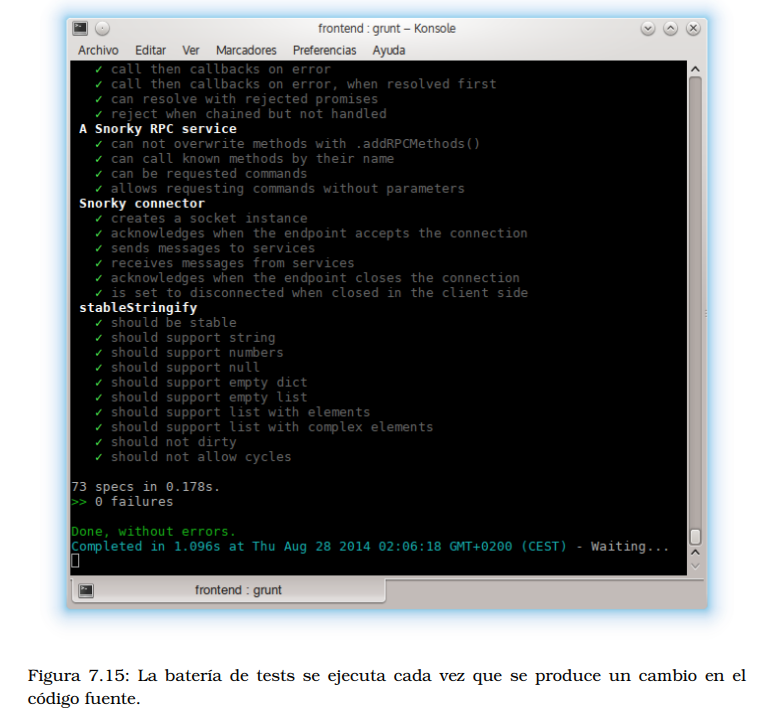 frontend : grunt – Konsole
Archivo Editar Ver Marcadores Preferencias Ayuda
✓ call then callbacks on error
✓ call then callbacks on error, when resolved first
✓ can resolve with rejected promises
✓ reject when chained but not handled
A Snorky RPC service
✓ can not overwrite methods with .addRPCMethods()
✓ can call known methods by their name
✓ can be requested commands
✓ allows requesting commands without parameters
Snorky connector
✓ creates a socket instance
✓ acknowledges when the endpoint accepts the connection
✓ sends messages to services
✓ receives messages from services
✓ acknowledges when the endpoint closes the connection
✓ is set to disconnected when closed in the client side
stableStringify
✓ should be stable
✓ should support string
✓ should support numbers
✓ should support null
✓ should support empty dict
✓ should support empty list
✓ should support list with elements
✓ should support list with complex elements
✓ should not dirty
✓ should not allow cycles
73 specs in 0.178s.
>> 0 failures
Done, without errors.
Completed in 1.096s at Thu Aug 28 2014 02:06:18 GMT+0200 (CEST) - Waiting...
frontend : grunt
Figura 7.15: La batería de tests se ejecuta cada vez que se produce un cambio en el
código fuente.